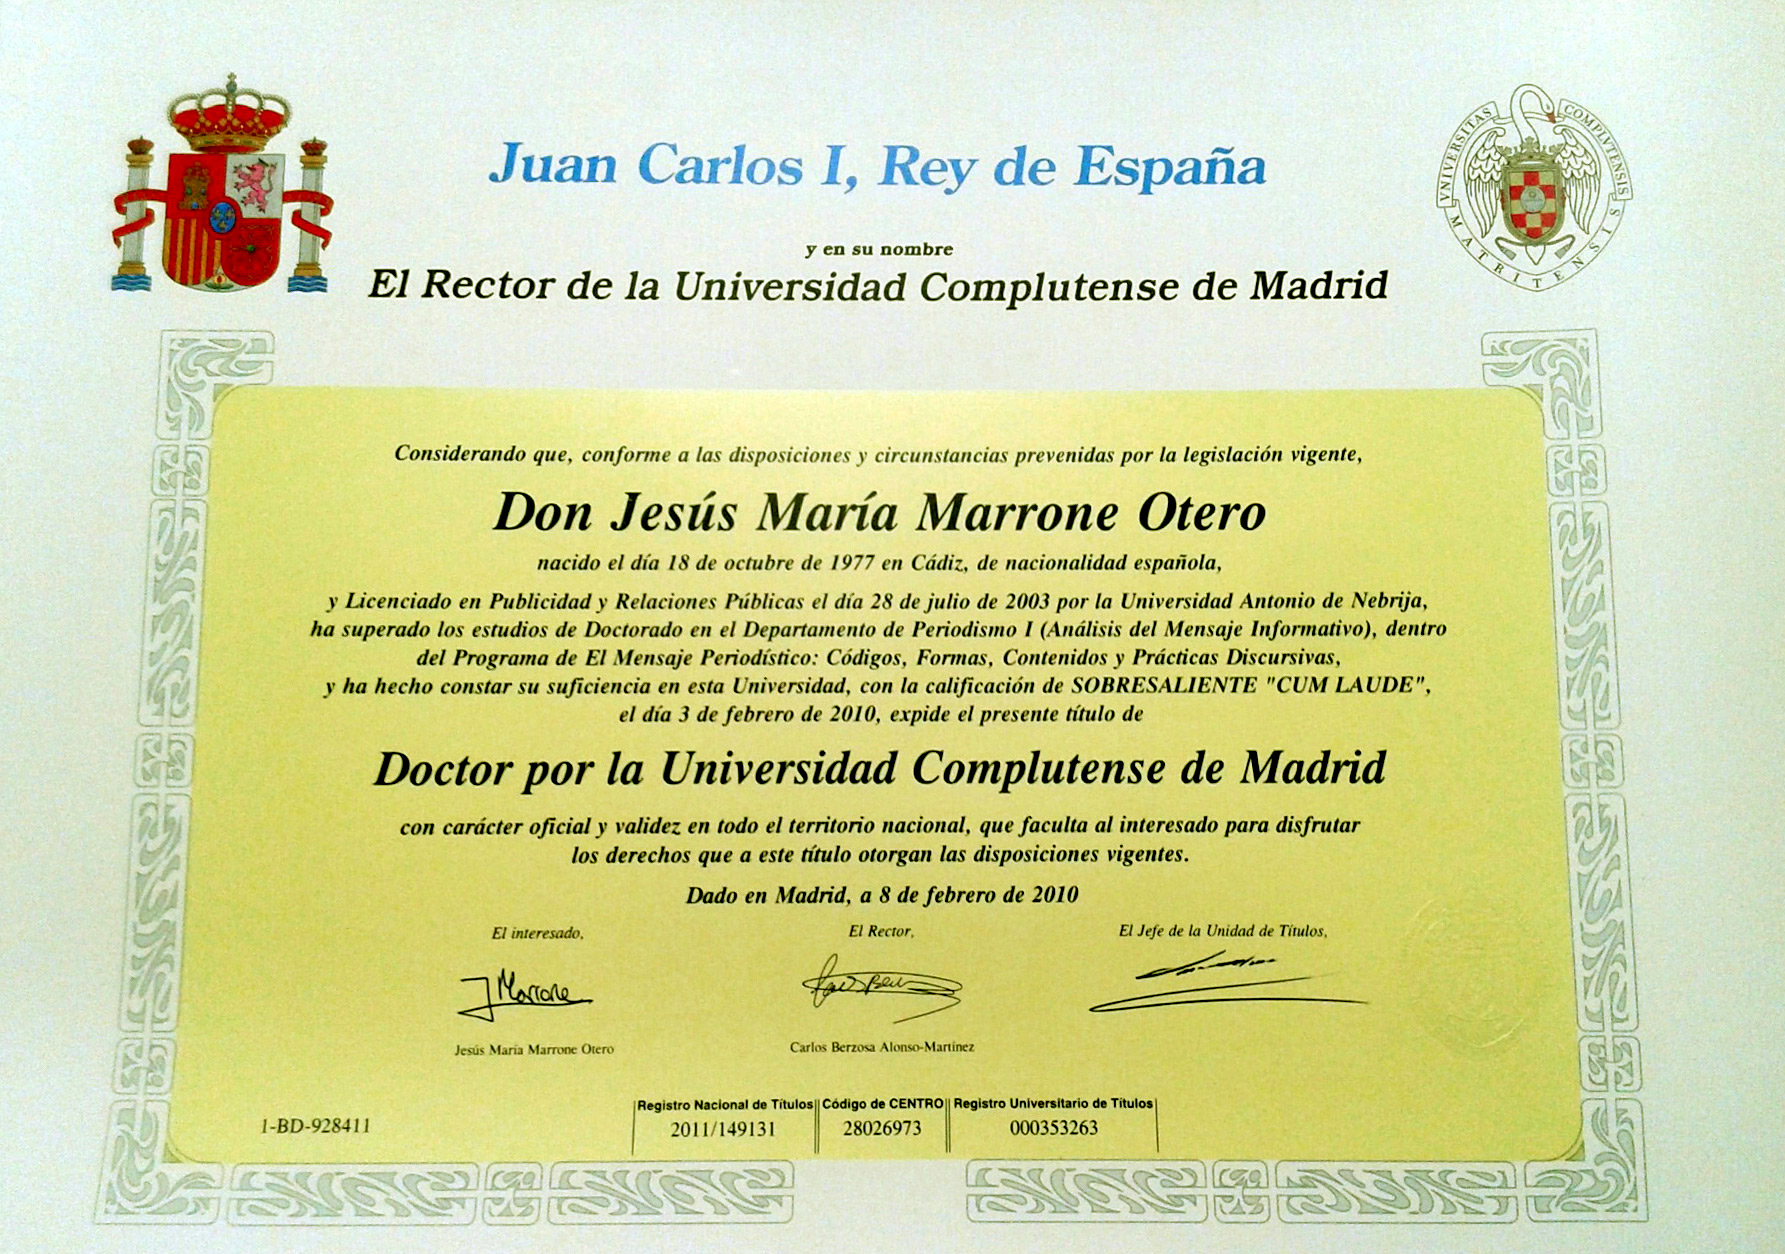 Juan Carlos I, Rey de España
VNIVERSITAS COMPLVTENSIS
MATRITENSIS
y en su nombre
El Rector de la Universidad Complutense de Madrid
Considerando que, conforme a las disposiciones y circunstancias prevenidas por la legislación vigente,
Don Jesús María Marrone Otero
nacido el día 18 de octubre de 1977 en Cádiz, de nacionalidad española,
y Licenciado en Publicidad y Relaciones Públicas el día 28 de julio de 2003 por la Universidad Antonio de Nebrija,
ha superado los estudios de Doctorado en el Departamento de Periodismo I (Análisis del Mensaje Informativo), dentro
del Programa de El Mensaje Periodístico: Códigos, Formas, Contenidos y Prácticas Discursivas,
y ha hecho constar su suficiencia en esta Universidad, con la calificación de SOBRESALIENTE "CUM LAUDE",
el día 3 de febrero de 2010, expide el presente título de
Doctor por la Universidad Complutense de Madrid
con carácter oficial y validez en todo el territorio nacional, que faculta al interesado para disfrutar
los derechos que a este título otorgan las disposiciones vigentes.
Dado en Madrid, a 8 de febrero de 2010
El interesado, El Rector, El Jefe de la Unidad de Títulos,
J Marrone
Jesús María Marrone Otero Carlos Berzosa Alonso-Martínez
Registro Nacional de Títulos Código de CENTRO Registro Universitario de Títulos
1-BD-928411 2011/149131 28026973 000353263